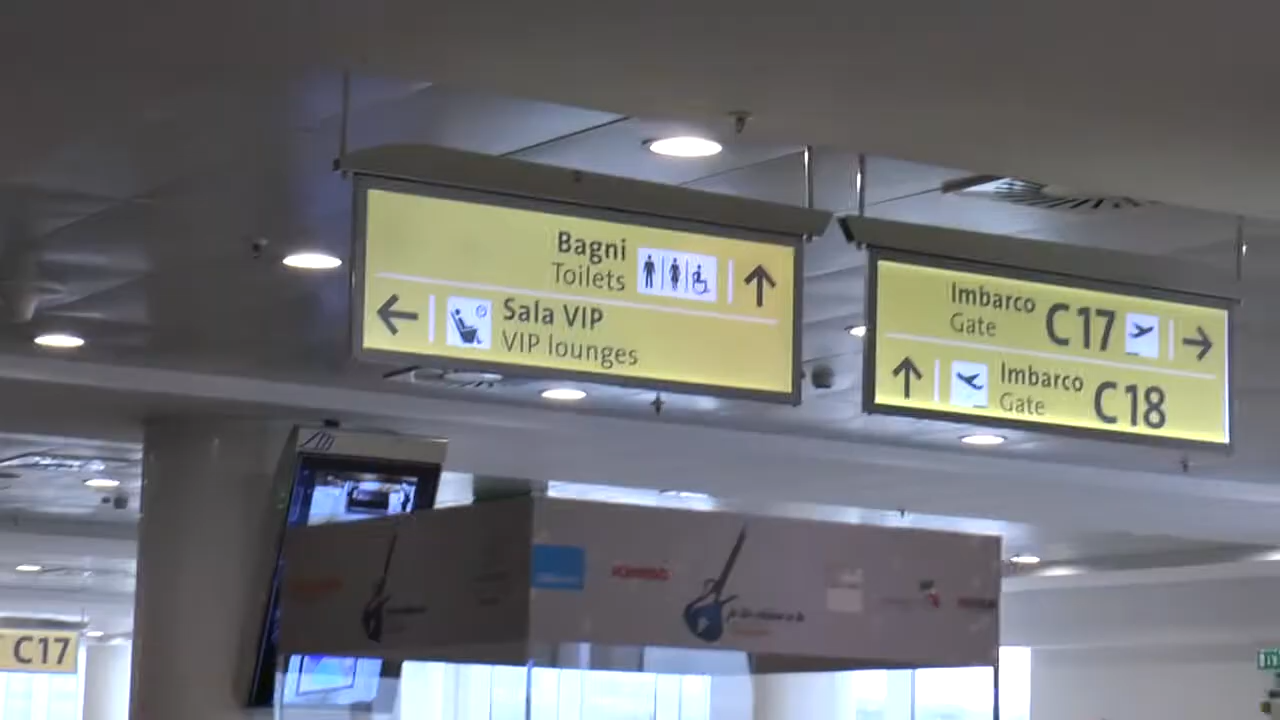 Bagni
Toilets
Sala VIP
VIP lounges
Imbarco
Gate
C17
Imbarco
Gate
C18
C17